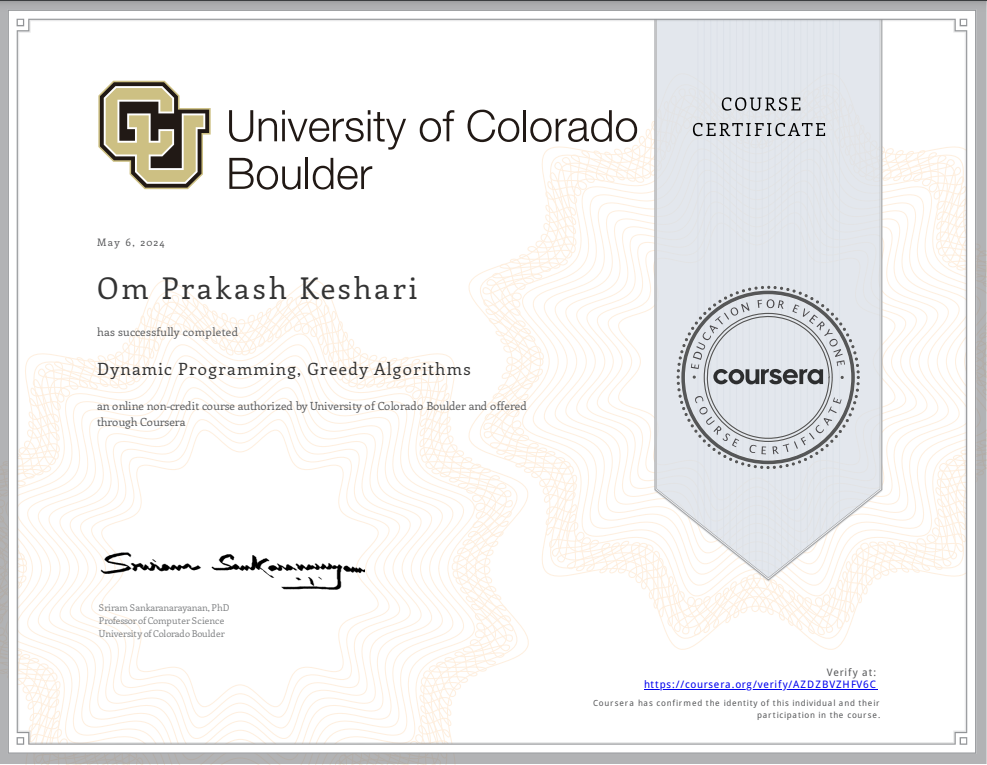 University of Colorado
Boulder
COURSE
CERTIFICATE
May 6, 2024
Om Prakash Keshari
has successfully completed
Dynamic Programming, Greedy Algorithms
an online non-credit course authorized by University of Colorado Boulder and offered
through Coursera
EDUCATION FOR EVERYONE
coursera
COURSE CERTIFICATE
Sriram Sankaranarayanan
Sriram Sankaranarayanan, PhD
Professor of Computer Science
University of Colorado Boulder
Verify at:
https://coursera.org/verify/AZDZBVZHFV6C
Coursera has confirmed the identity of this individual and their
participation in the course.